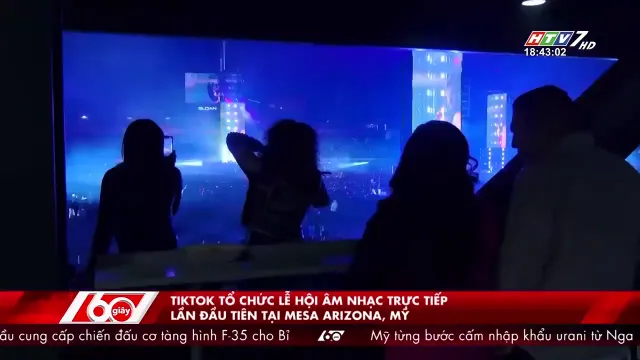 HTV7 HD
18:43:02
TIKTOK TỔ CHỨC LỄ HỘI ÂM NHẠC TRỰC TIẾP
LẦN ĐẦU TIÊN TẠI MESA ARIZONA, MỸ
60 giây
ầu cung cấp chiến đấu cơ tàng hình F-35 cho Bỉ
Mỹ từng bước cấm nhập khẩu urani từ Nga